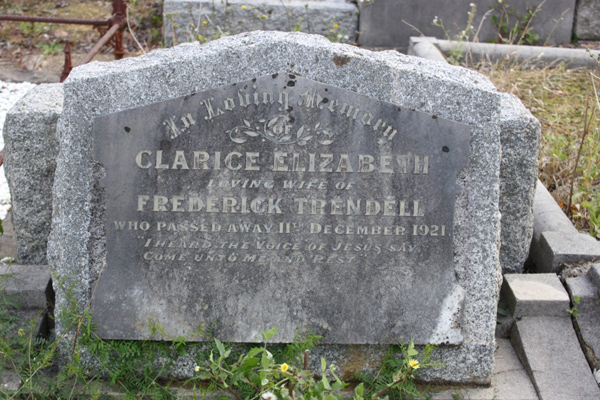 In Loving Memory
of
CLARICE ELIZABETH
LOVING WIFE OF
FREDERICK TRENDELL
WHO PASSED AWAY 11TH DECEMBER 1921
"I HEARD THE VOICE OF JESUS SAY,
COME UNTO ME AND REST."